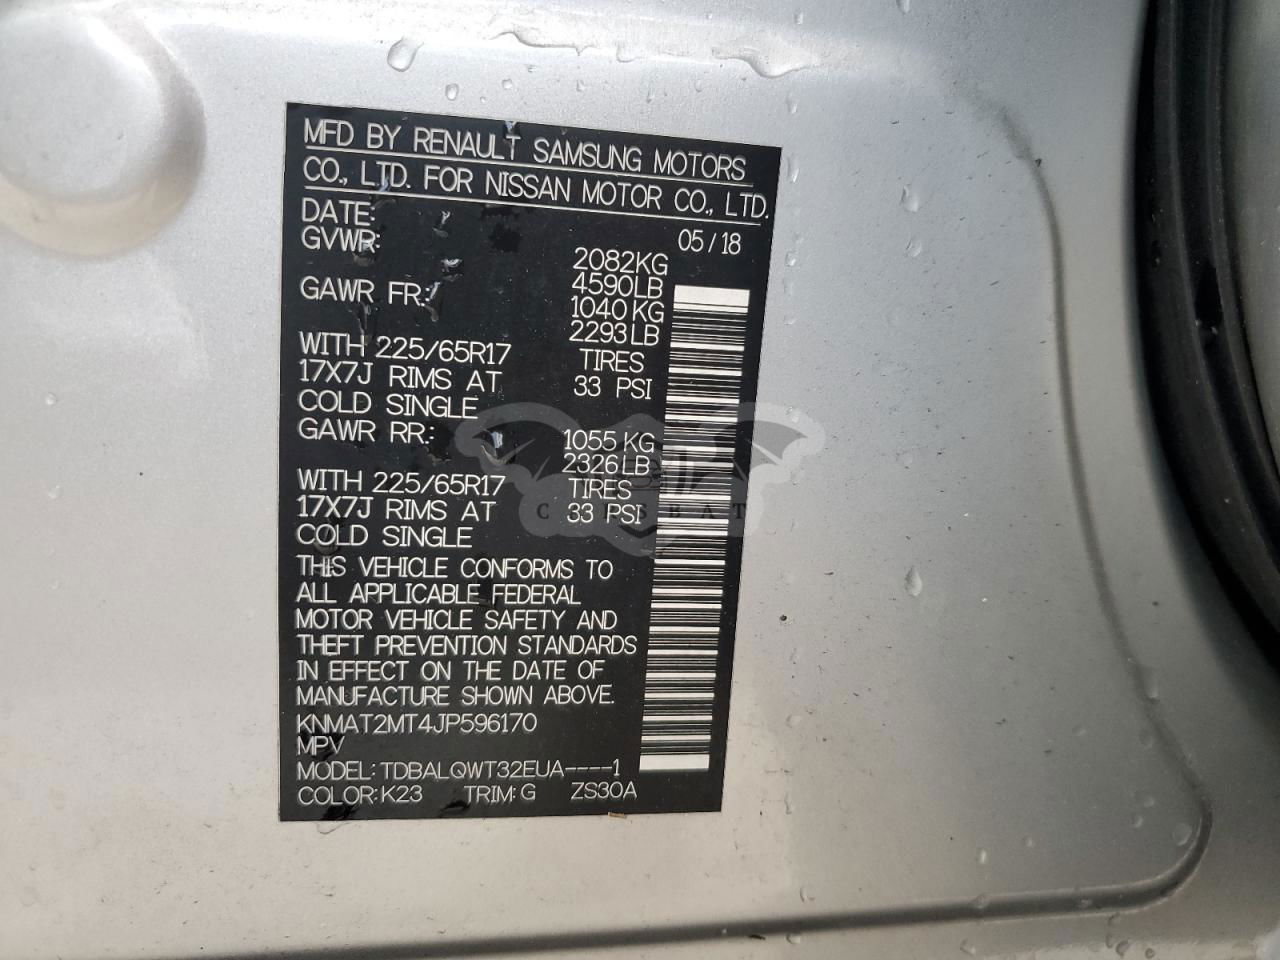 MFD BY RENAULT SAMSUNG MOTORS
CO., LTD. FOR NISSAN MOTOR CO., LTD.
DATE: 05/18
GVWR: 2082KG
4590LB
GAWR FR: 1040KG
2293LB
WITH 225/65R17 TIRES
17X7J RIMS AT 33 PSI
COLD SINGLE
GAWR RR: 1055KG
2326LB
WITH 225/65R17 TIRES
17X7J RIMS AT 33 PSI
COLD SINGLE
THIS VEHICLE CONFORMS TO
ALL APPLICABLE FEDERAL
MOTOR VEHICLE SAFETY AND
THEFT PREVENTION STANDARDS
IN EFFECT ON THE DATE OF
MANUFACTURE SHOWN ABOVE.
KNMAT2MT4JP596170
MPV
MODEL:TDBALQWT32EUA----1
COLOR:K23 TRIM:G ZS30A